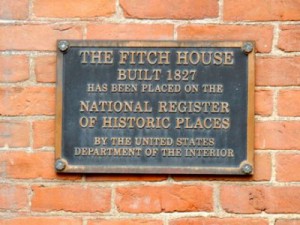 THE FITCH HOUSE
BUILT 1827
HAS BEEN PLACED ON THE
NATIONAL REGISTER
OF HISTORIC PLACES
BY THE UNITED STATES
DEPARTMENT OF THE INTERIOR